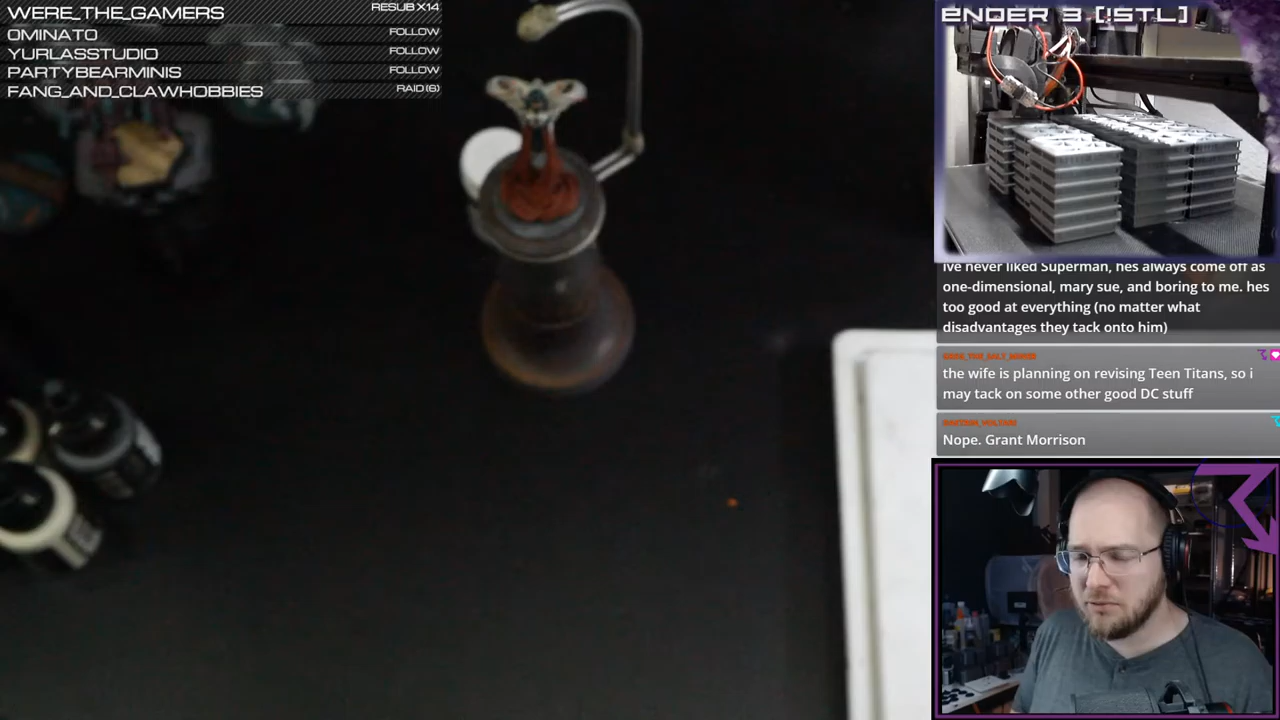 WERE_THE_GAMERS RESUB X14
OMINATO FOLLOW
YURLASSTUDIO FOLLOW
PARTYBEARMINIS FOLLOW
FANG_AND_CLAWHOBBIES RAID (6)
ENDER 3 [!STL]
Ive never liked Superman, hes always come off as
one-dimensional, mary sue, and boring to me. hes
too good at everything (no matter what
disadvantages they tack onto him)
the wife is planning on revising Teen Titans, so i
may tack on some other good DC stuff
Nope. Grant Morrison